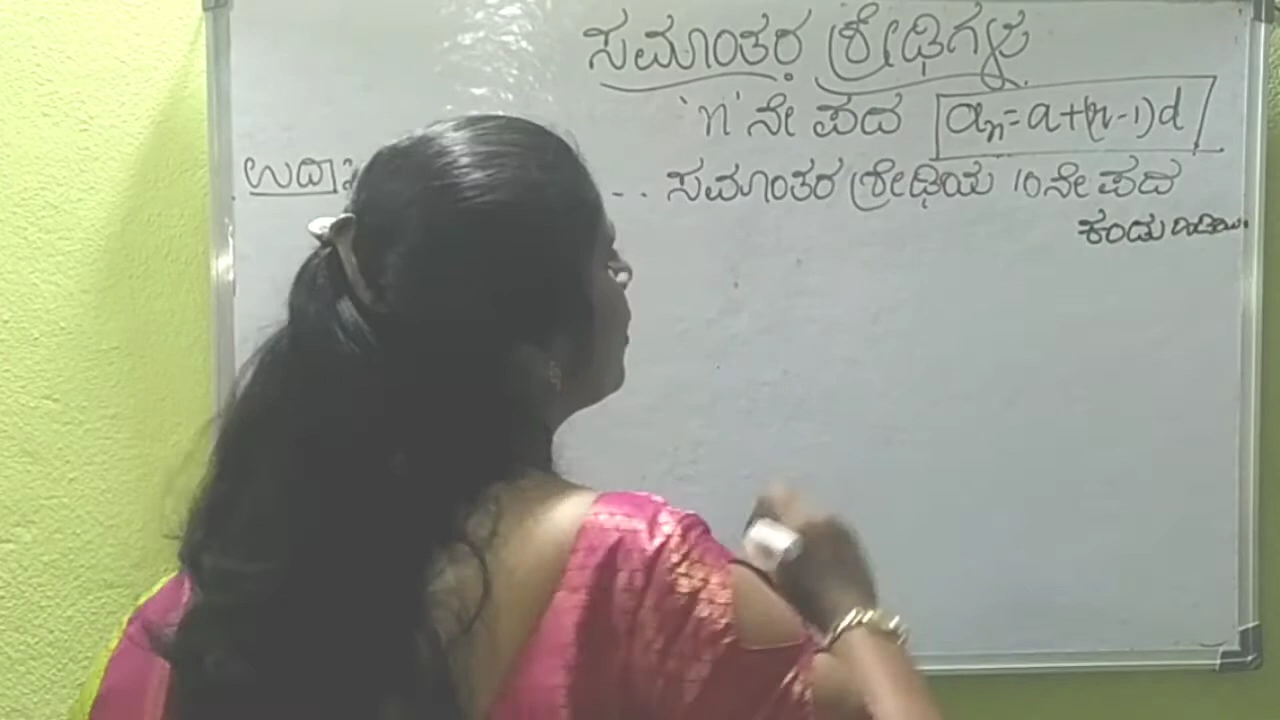 ಸಮಾಂತರ ಶ್ರೇಢಿಗಳು
'n' ನೇ ಪದ aₙ=a+(n-1)d
ಉದಾ: .. ಸಮಾಂತರ ಶ್ರೇಢಿಯ 10ನೇ ಪದ
ಕಂಡು ಹಿಡಿಯಿರಿ.